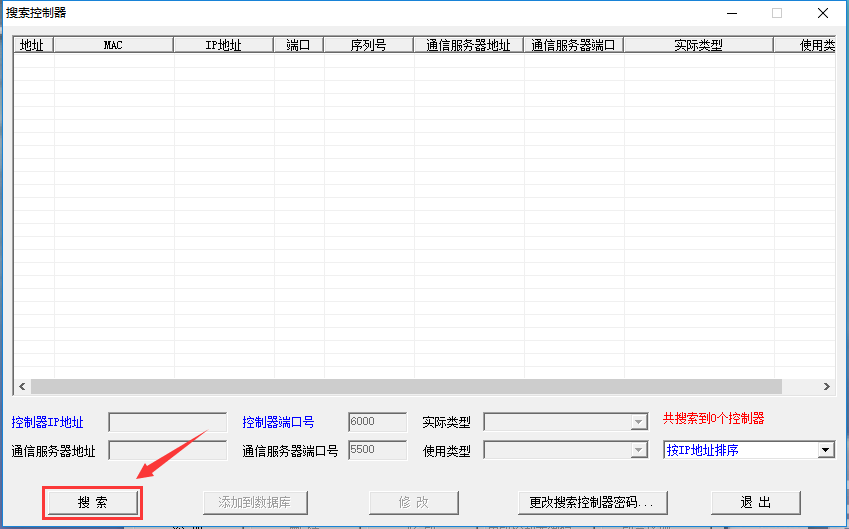 搜索控制器
地址 MAC IP地址 端口 序列号 通信服务器地址 通信服务器端口 实际类型 使用类
控制器IP地址 控制器端口号 6000 实际类型 共搜索到0个控制器
通信服务器地址 通信服务器端口号 5500 使用类型 按IP地址排序
搜 索 添加到数据库 修 改 更改搜索控制器密码... 退 出